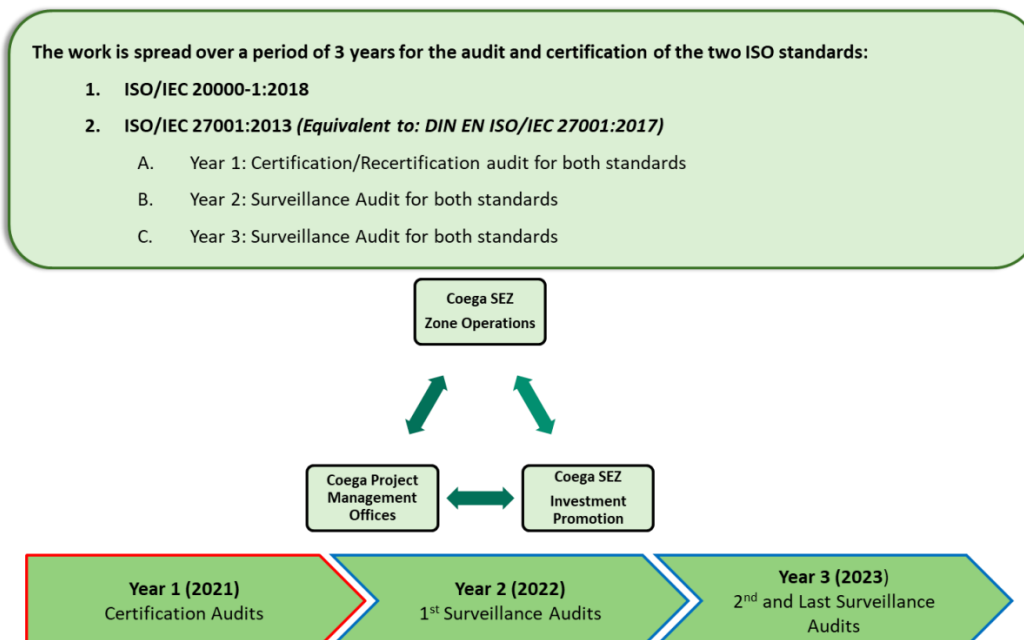 The work is spread over a period of 3 years for the audit and certification of the two ISO standards:
1. ISO/IEC 20000-1:2018
2. ISO/IEC 27001:2013 (Equivalent to: DIN EN ISO/IEC 27001:2017)
A. Year 1: Certification/Recertification audit for both standards
B. Year 2: Surveillance Audit for both standards
C. Year 3: Surveillance Audit for both standards
Coega SEZ
Zone Operations
Coega Project
Management
Offices
Coega SEZ
Investment
Promotion
Year 1 (2021)
Certification Audits
Year 2 (2022)
1st Surveillance Audits
Year 3 (2023)
2nd and Last Surveillance
Audits